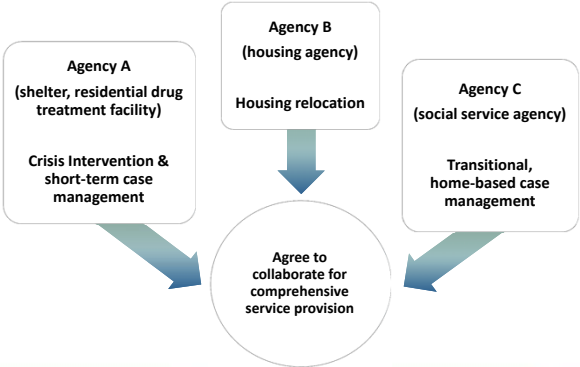 Agency A
(shelter, residential drug
treatment facility)
Crisis Intervention &
short-term case
management
Agency B
(housing agency)
Housing relocation
Agency C
(social service agency)
Transitional,
home-based case
management
Agree to
collaborate for
comprehensive
service provision